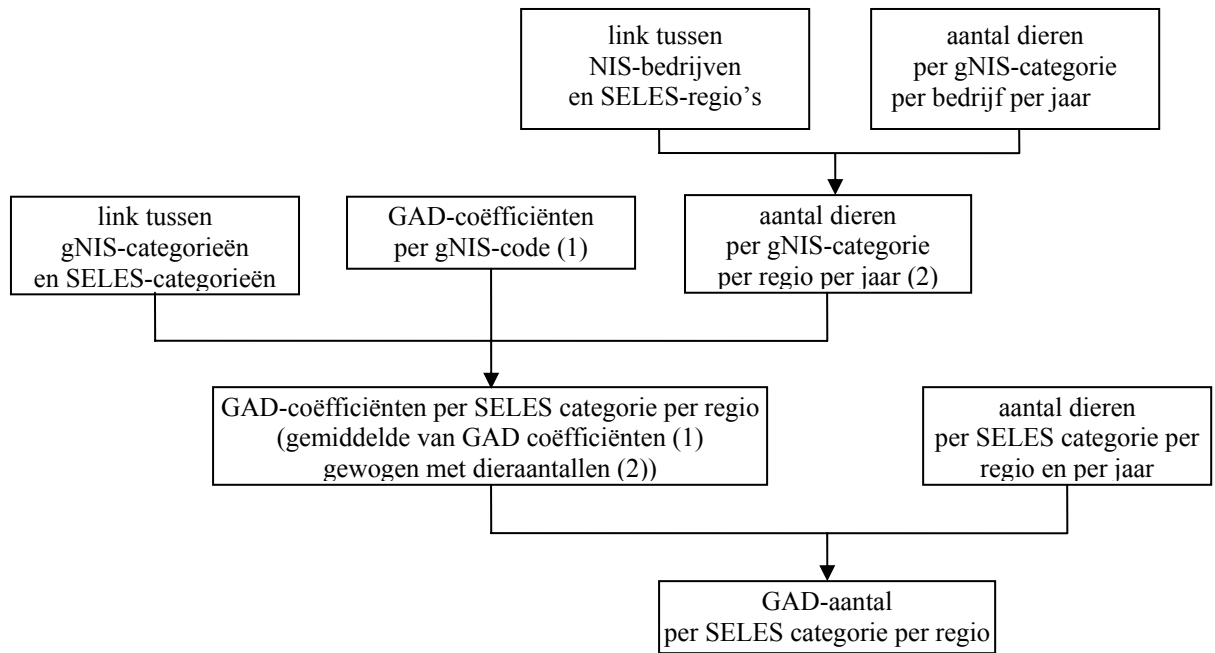 link tussen
NIS-bedrijven
en SELES-regio’s
aantal dieren
per gNIS-categorie
per bedrijf per jaar
link tussen
gNIS-categorieën
en SELES-categorieën
GAD-coëfficiënten
per gNIS-code (1)
aantal dieren
per gNIS-categorie
per regio per jaar (2)
GAD-coëfficiënten per SELES categorie per regio
(gemiddelde van GAD coëfficiënten (1)
gewogen met dieraantallen (2))
aantal dieren
per SELES categorie per
regio en per jaar
GAD-aantal
per SELES categorie per regio